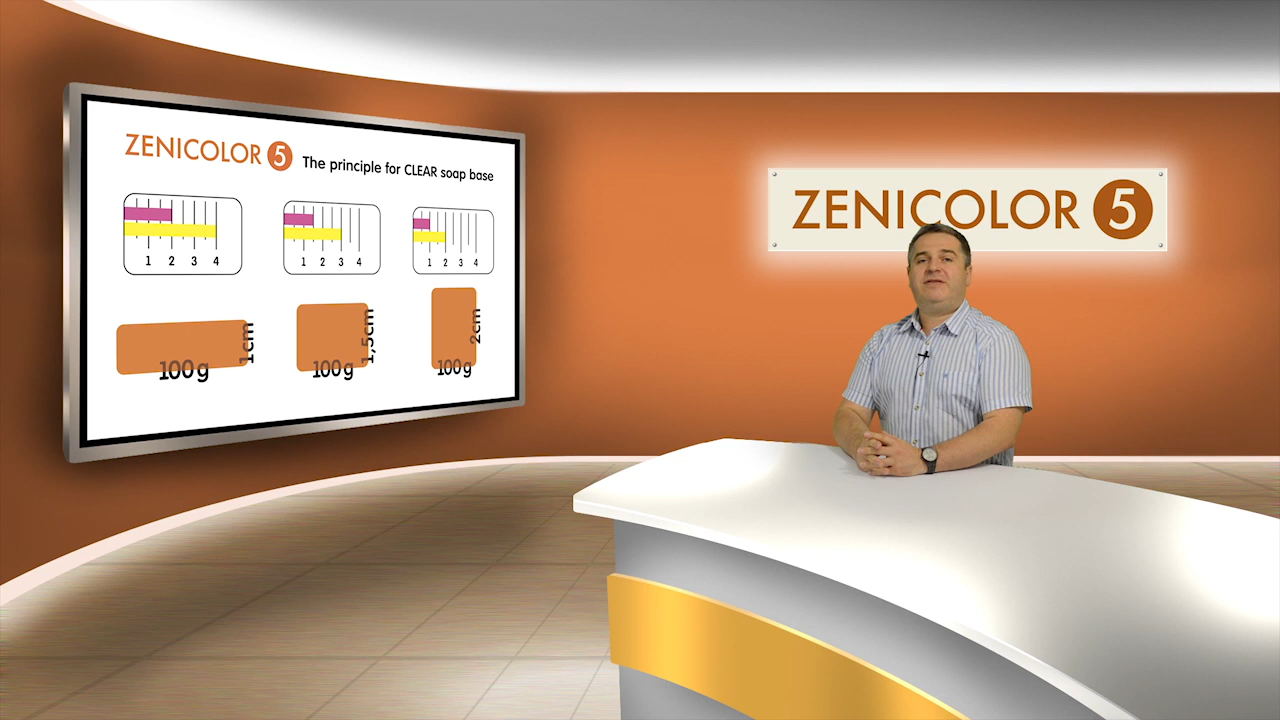 ZENICOLOR 5
The principle for CLEAR soap base
1 2 3 4
1 2 3 4
1 2 3 4
100g
1cm
100g
1,5cm
100g
2cm
ZENICOLOR 5